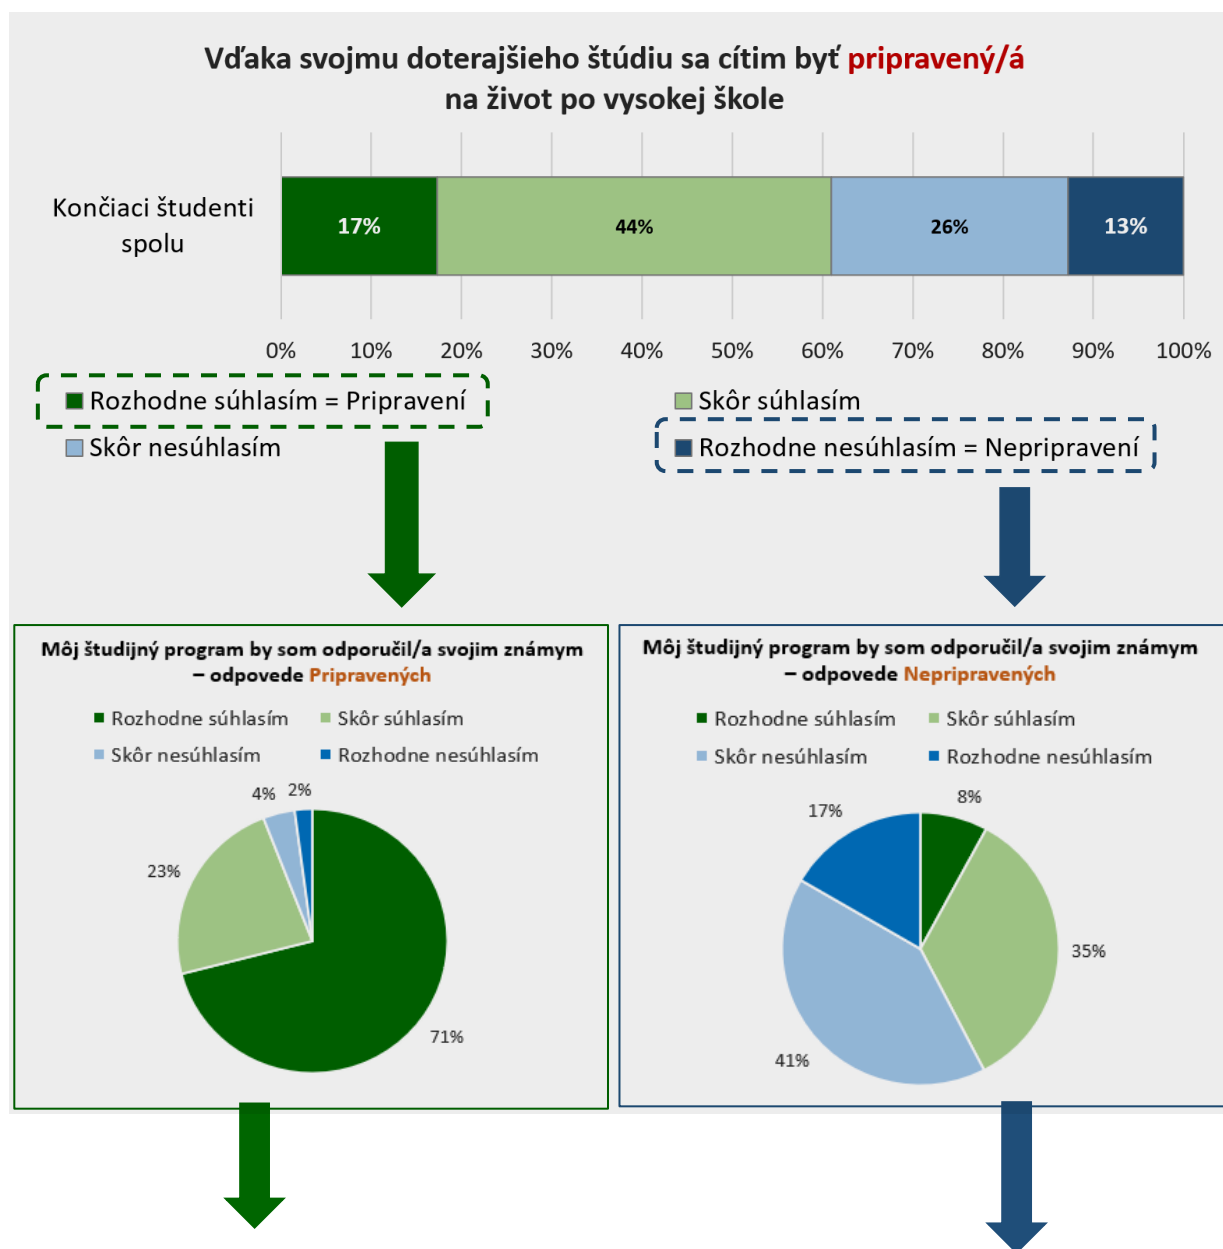 Vďaka svojmu doterajšieho štúdiu sa cítim byť pripravený/á
na život po vysokej škole
Končiaci študenti
spolu
17%
44%
26%
13%
0%
10%
20%
30%
40%
50%
60%
70%
80%
90%
100%
Rozhodne súhlasím = Pripravení
Skôr súhlasím
Skôr nesúhlasím
Rozhodne nesúhlasím = Nepripravení
Môj študijný program by som odporučil/a svojim známym
– odpovede Pripravených
Rozhodne súhlasím
Skôr súhlasím
Skôr nesúhlasím
Rozhodne nesúhlasím
4%
2%
23%
71%
Môj študijný program by som odporučil/a svojim známym
– odpovede Nepripravených
Rozhodne súhlasím
Skôr súhlasím
Skôr nesúhlasím
Rozhodne nesúhlasím
17%
8%
35%
41%